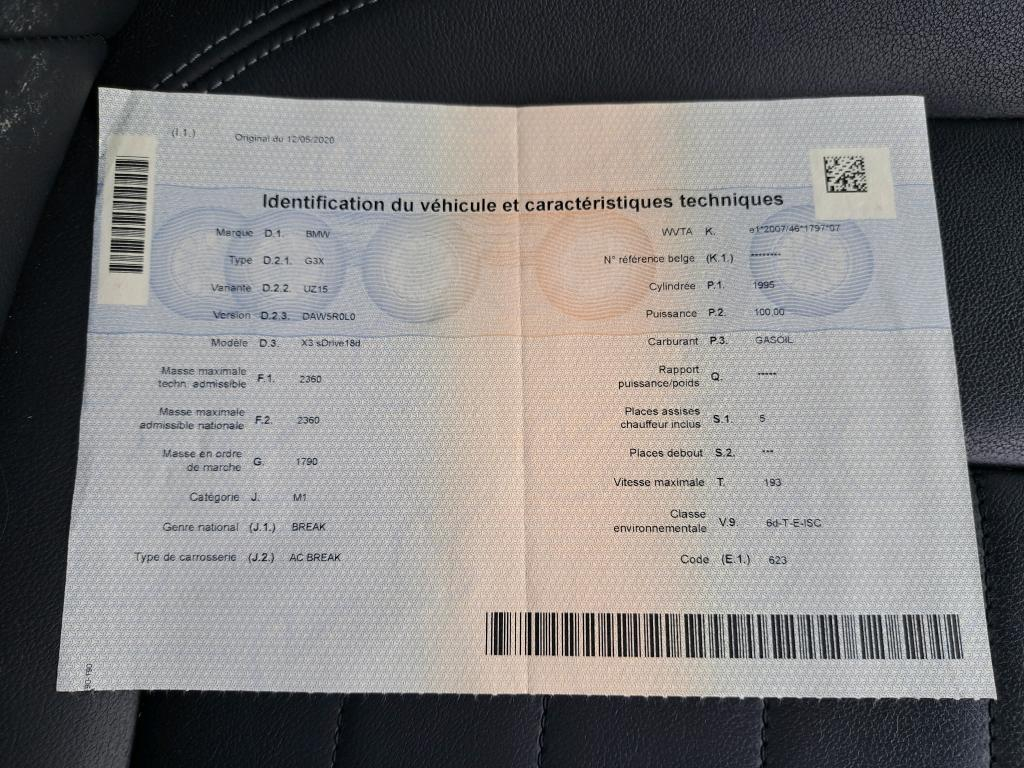 (I.1.) Original du 12/05/2020
Identification du véhicule et caractéristiques techniques
Marque D.1. BMW
Type D.2.1. G3X
Variante D.2.2. UZ15
Version D.2.3. DAW5R0L0
Modèle D.3. X3 sDrive18d
Masse maximale
techn. admissible F.1. 2360
Masse maximale
admissible nationale F.2. 2360
Masse en ordre
de marche G. 1790
Catégorie J. M1
Genre national (J.1.) BREAK
Type de carrosserie (J.2.) AC BREAK
WVTA K. e1*2007/46*1797*07
N° référence belge (K.1.) ********
Cylindrée P.1. 1995
Puissance P.2. 100,00
Carburant P.3. GASOIL
Rapport
puissance/poids Q. *****
Places assises
chauffeur inclus S.1. 5
Places debout S.2. ***
Vitesse maximale T. 193
Classe
environnementale V.9. 6d-T-E-ISC
Code (E.1.) 623